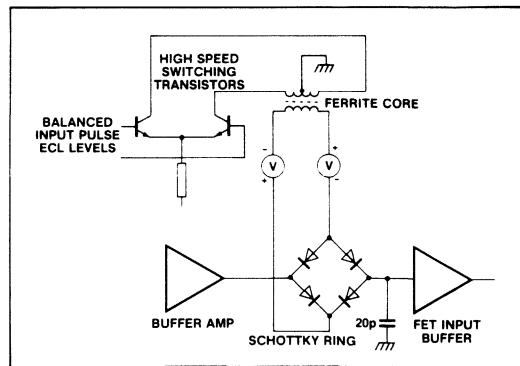 HIGH SPEED
SWITCHING
TRANSISTORS
FERRITE CORE
BALANCED
INPUT PULSE
ECL LEVELS
-
+
V
+
-
V
BUFFER AMP
SCHOTTKY RING
20p
FET INPUT
BUFFER